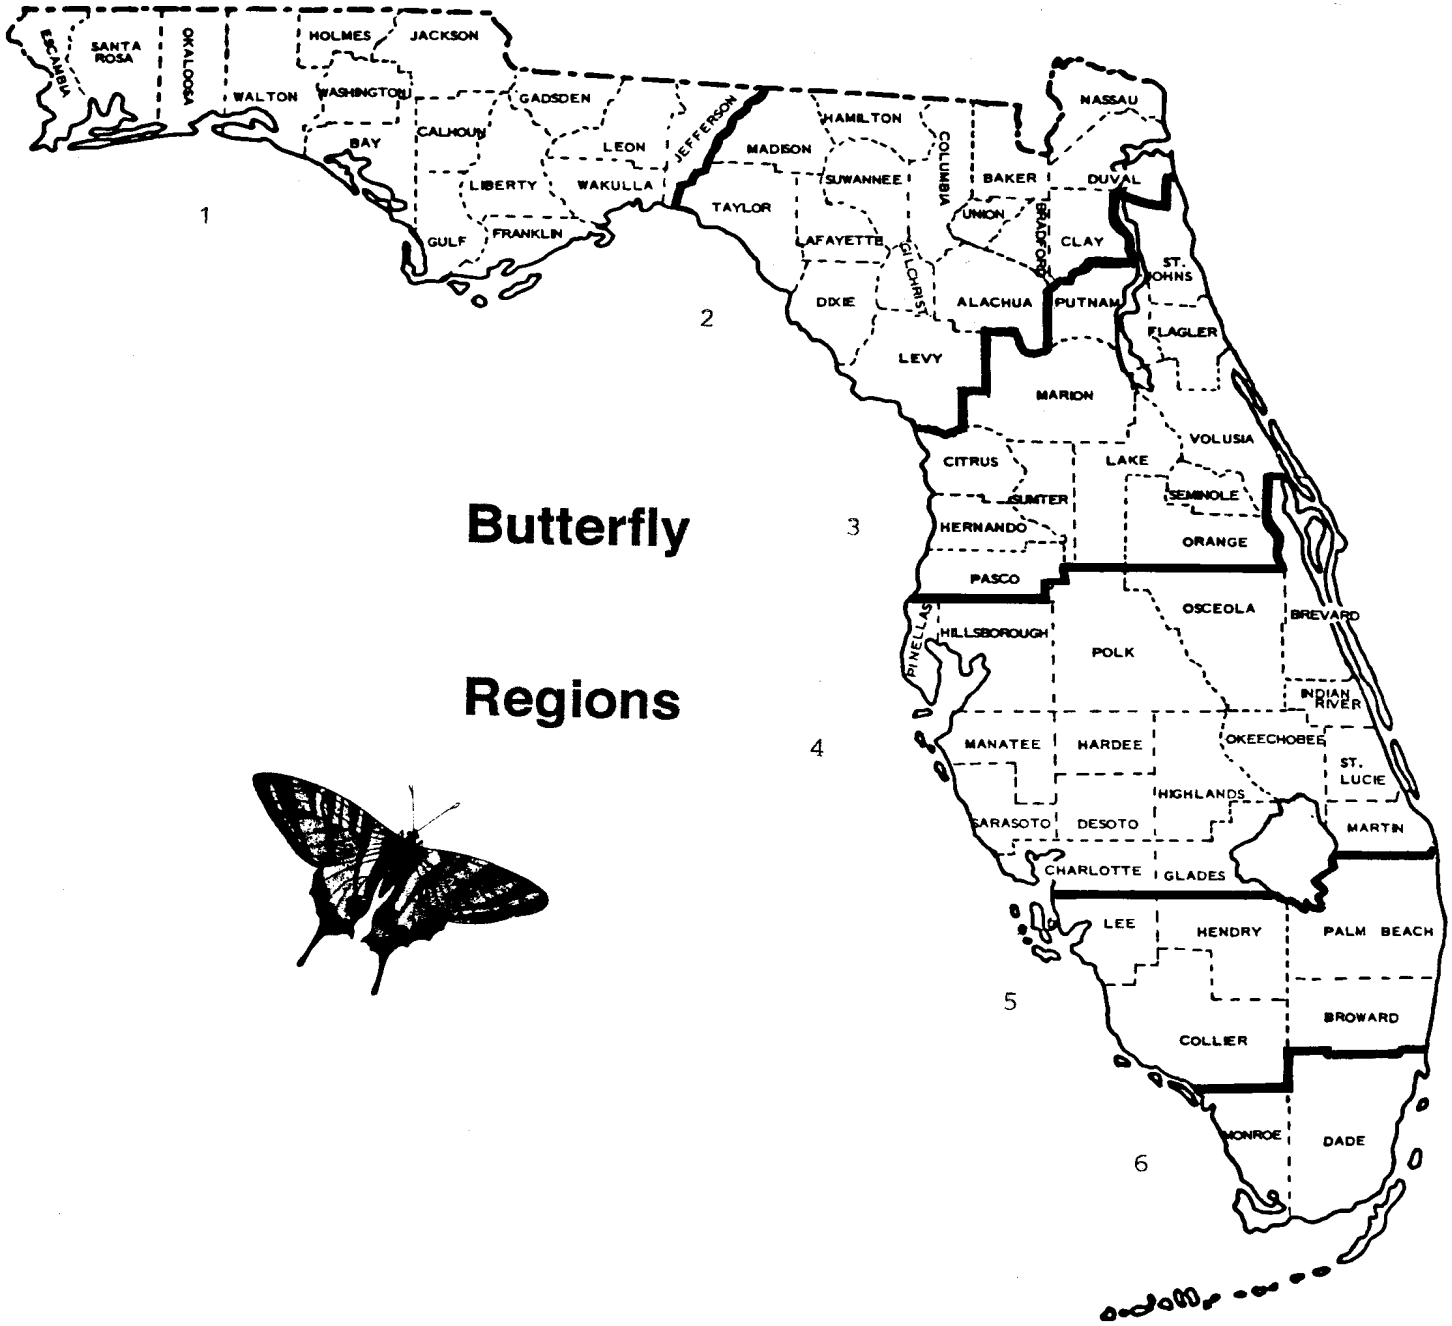 ESCAMBIA
SANTA
ROSA
OKALOOSA
WALTON
HOLMES
JACKSON
WASHINGTON
BAY
CALHOUN
GADSDEN
LEON
JEFFERSON
LIBERTY
WAKULLA
GULF
FRANKLIN
1
MADISON
HAMILTON
TAYLOR
SUWANNEE
COLUMBIA
BAKER
NASSAU
DUVAL
UNION
BRADFORD
CLAY
LAFAYETTE
GILCHRIST
DIXIE
ALACHUA
PUTNAM
ST.
JOHNS
FLAGLER
LEVY
2
MARION
VOLUSIA
CITRUS
LAKE
SUMTER
SEMINOLE
HERNANDO
ORANGE
PASCO
3
Butterfly
Regions
PINELLAS
HILLSBOROUGH
POLK
OSCEOLA
BREVARD
INDIAN
RIVER
MANATEE
HARDEE
OKEECHOBEE
ST.
LUCIE
HIGHLANDS
SARASOTO
DESOTO
MARTIN
CHARLOTTE
GLADES
4
LEE
HENDRY
PALM BEACH
BROWARD
COLLIER
5
MONROE
DADE
6